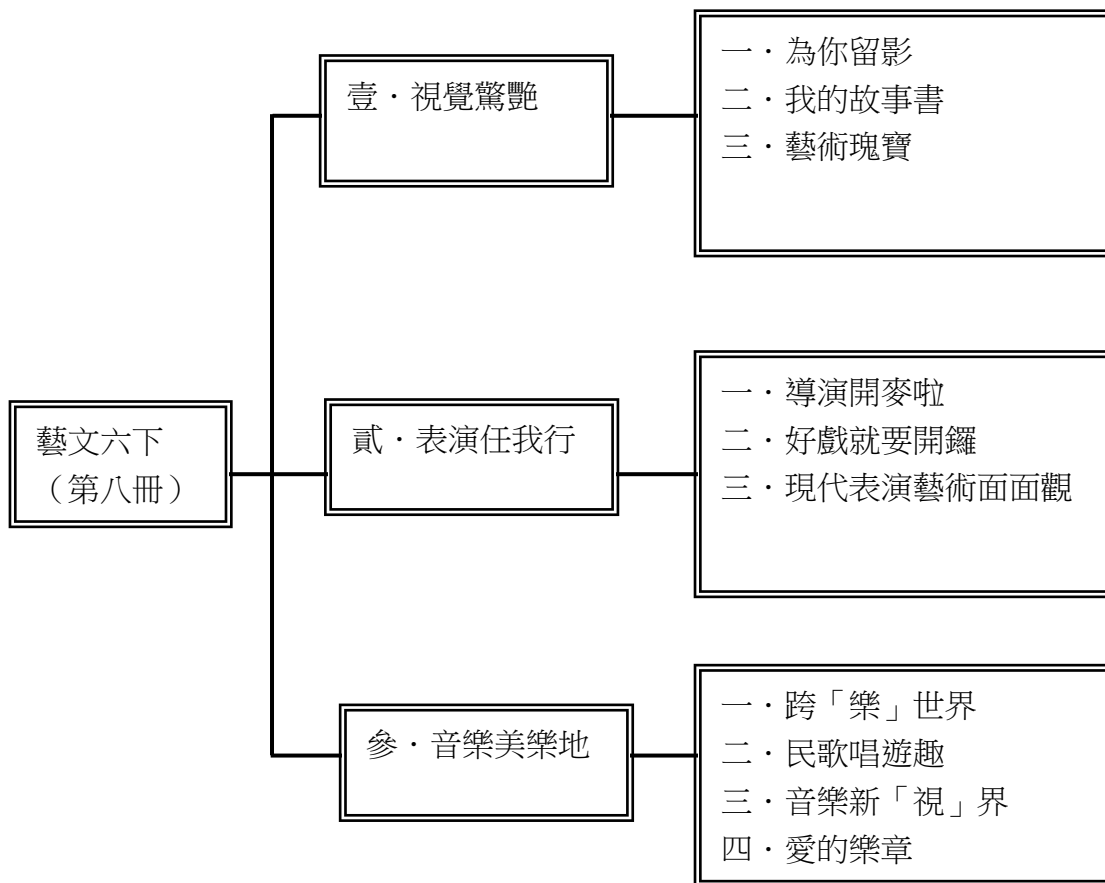 藝文六下
（第八冊）
壹．視覺驚艷
一．為你留影
二．我的故事書
三．藝術瑰寶
貳．表演任我行
一．導演開麥啦
二．好戲就要開鑼
三．現代表演藝術面面觀
參．音樂美樂地
一．跨「樂」世界
二．民歌唱遊趣
三．音樂新「視」界
四．愛的樂章